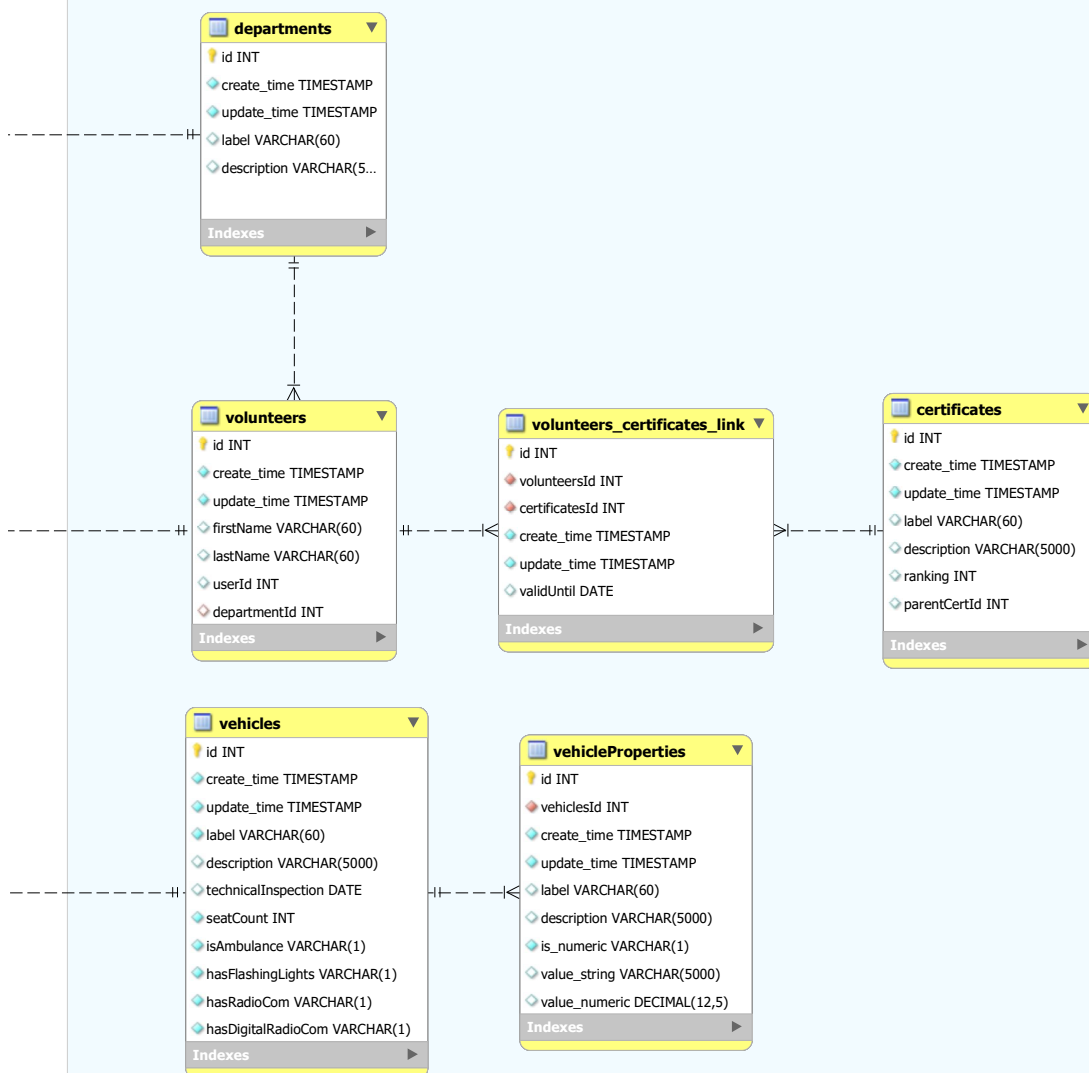 departments
id INT
create_time TIMESTAMP
update_time TIMESTAMP
label VARCHAR(60)
description VARCHAR(5...
Indexes
volunteers
id INT
create_time TIMESTAMP
update_time TIMESTAMP
firstName VARCHAR(60)
lastName VARCHAR(60)
userId INT
departmentId INT
Indexes
volunteers_certificates_link
id INT
volunteersId INT
certificatesId INT
create_time TIMESTAMP
update_time TIMESTAMP
validUntil DATE
Indexes
certificates
id INT
create_time TIMESTAMP
update_time TIMESTAMP
label VARCHAR(60)
description VARCHAR(5000)
ranking INT
parentCertId INT
Indexes
vehicles
id INT
create_time TIMESTAMP
update_time TIMESTAMP
label VARCHAR(60)
description VARCHAR(5000)
technicalInspection DATE
seatCount INT
isAmbulance VARCHAR(1)
hasFlashingLights VARCHAR(1)
hasRadioCom VARCHAR(1)
hasDigitalRadioCom VARCHAR(1)
Indexes
vehicleProperties
id INT
vehiclesId INT
create_time TIMESTAMP
update_time TIMESTAMP
label VARCHAR(60)
description VARCHAR(5000)
is_numeric VARCHAR(1)
value_string VARCHAR(5000)
value_numeric DECIMAL(12,5)
Indexes